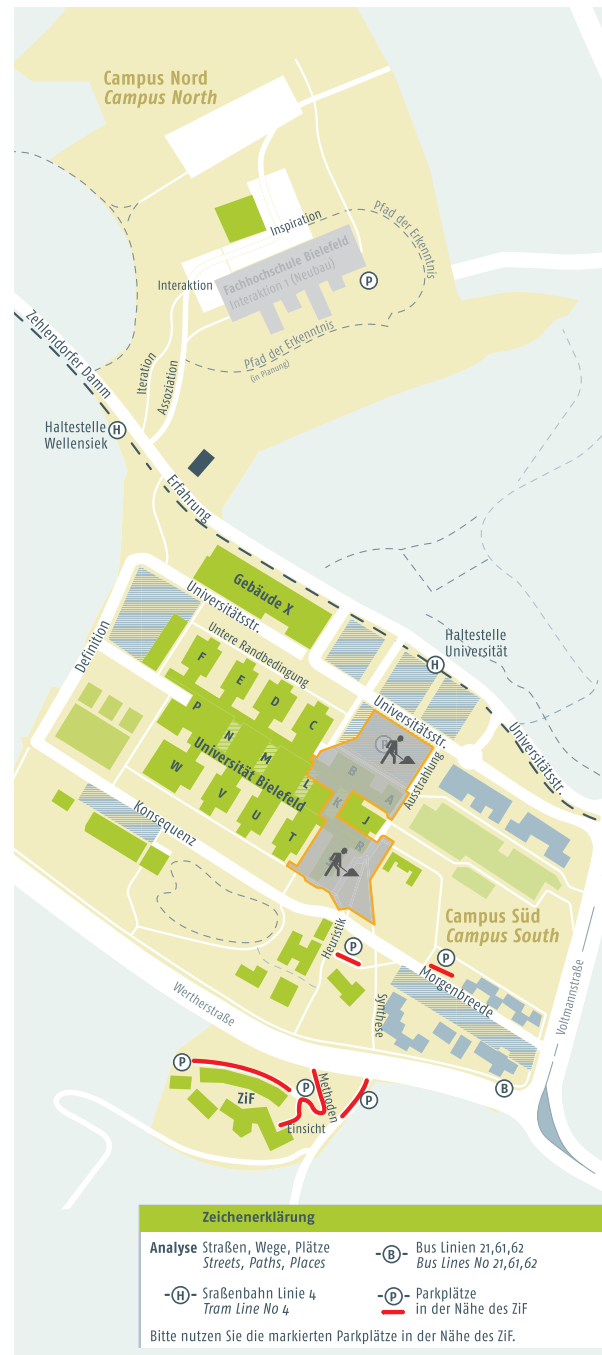 Campus Nord
Campus North
Pfad der Erkenntnis
Inspiration
Fachhochschule Bielefeld
Interaktion 1 (Neubau)
Interaktion
P
Pfad der Erkenntnis
(in Planung)
Zehlendorfer Damm
Iteration
Assoziation
Haltestelle
Wellensiek
H
Erfahrung
Gebäude X
Universitätsstr.
Definition
Untere Randbedingung
Haltestelle
Universität
H
F
E
D
C
P
N
M
L
Universitätsstr.
Universitätsstr.
Universität Bielefeld
B
A
K
J
R
Ausstrahlung
W
V
U
T
Konsequenz
Campus Süd
Campus South
Heuristik
P
P
Morgenbreede
Synthese
Voltmannstraße
Wertherstraße
P
ZiF
P
Methoden
P
Einsicht
B
Zeichenerklärung
Analyse Straßen, Wege, Plätze
Streets, Paths, Places
B Bus Linien 21,61,62
Bus Lines No 21,61,62
H Sraßenbahn Linie 4
Tram Line No 4
P Parkplätze
in der Nähe des ZiF
Bitte nutzen Sie die markierten Parkplätze in der Nähe des ZiF.